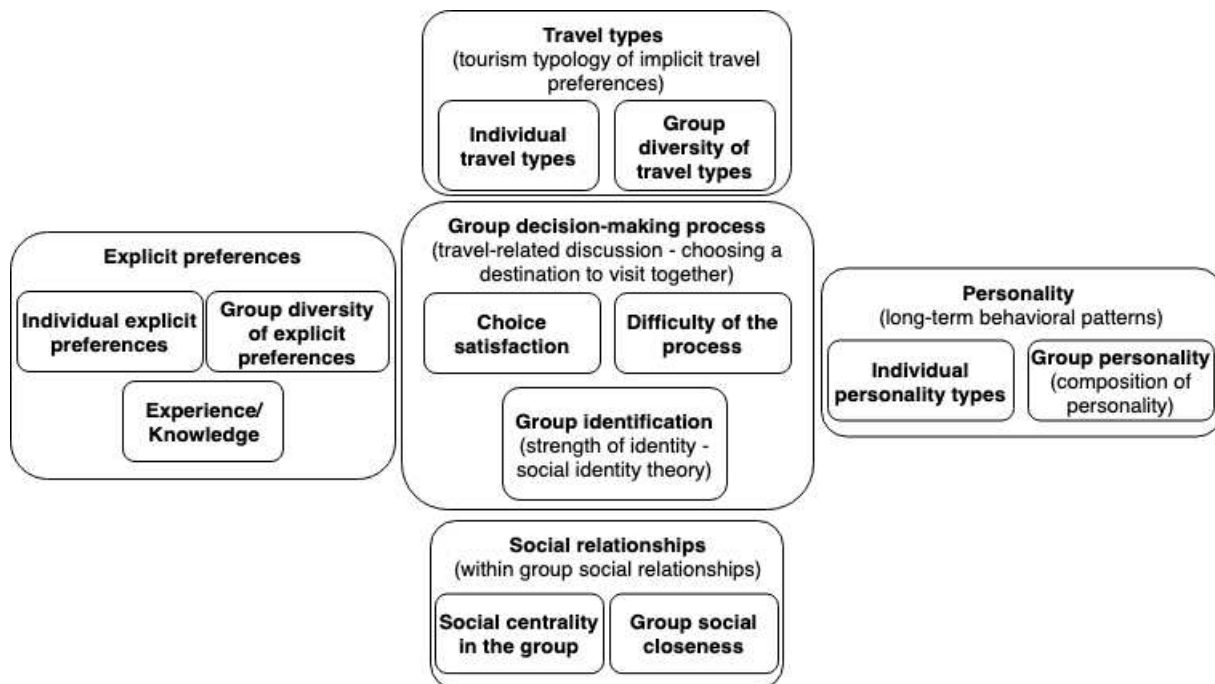 Travel types
(tourism typology of implicit travel
preferences)
Individual
travel types
Group
diversity of
travel types
Group decision-making process
(travel-related discussion - choosing a
destination to visit together)
Choice
satisfaction
Difficulty of the
process
Group identification
(strength of identity -
social identity theory)
Explicit preferences
Individual explicit
preferences
Group diversity
of explicit
preferences
Experience/
Knowledge
Personality
(long-term behavioral patterns)
Individual
personality types
Group personality
(composition of
personality)
Social relationships
(within group social relationships)
Social centrality
in the group
Group social
closeness